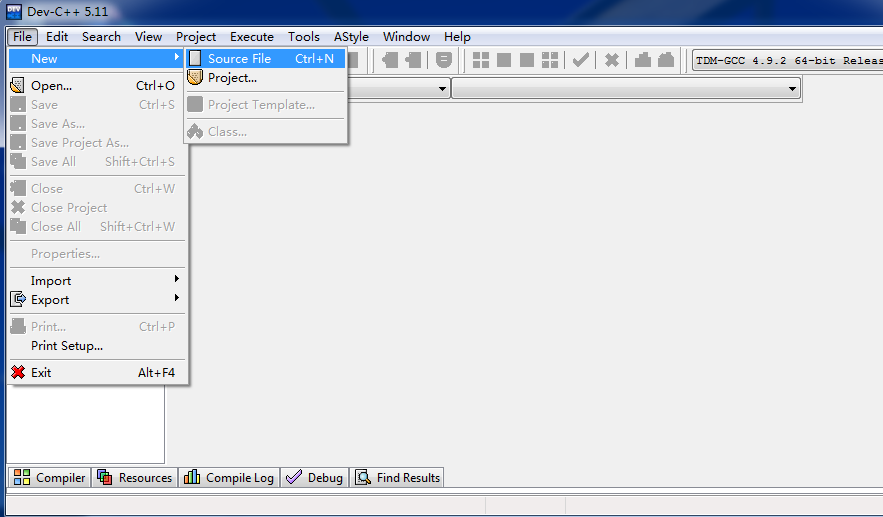 Dev-C++ 5.11
File Edit Search View Project Execute Tools AStyle Window Help
New
Source File Ctrl+N
Project...
Project Template...
Class...
TDM-GCC 4.9.2 64-bit Releas
Open... Ctrl+O
Save Ctrl+S
Save As...
Save Project As...
Save All Shift+Ctrl+S
Close Ctrl+W
Close Project
Close All Shift+Ctrl+W
Properties...
Import
Export
Print... Ctrl+P
Print Setup...
Exit Alt+F4
Compiler Resources Compile Log Debug Find Results